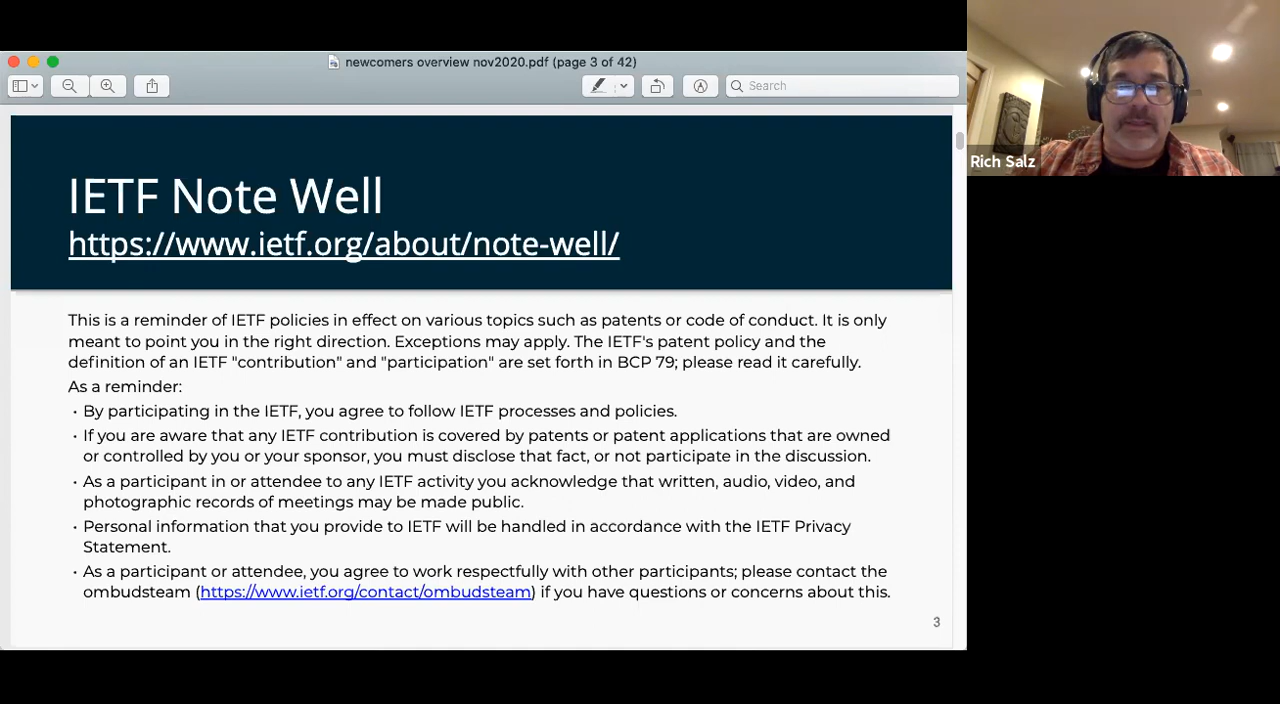 newcomers overview nov2020.pdf (page 3 of 42)
Search
Rich Salz
IETF Note Well
https://www.ietf.org/about/note-well/
This is a reminder of IETF policies in effect on various topics such as patents or code of conduct. It is only
meant to point you in the right direction. Exceptions may apply. The IETF's patent policy and the
definition of an IETF "contribution" and "participation" are set forth in BCP 79; please read it carefully.
As a reminder:
• By participating in the IETF, you agree to follow IETF processes and policies.
• If you are aware that any IETF contribution is covered by patents or patent applications that are owned
or controlled by you or your sponsor, you must disclose that fact, or not participate in the discussion.
• As a participant in or attendee to any IETF activity you acknowledge that written, audio, video, and
photographic records of meetings may be made public.
• Personal information that you provide to IETF will be handled in accordance with the IETF Privacy
Statement.
• As a participant or attendee, you agree to work respectfully with other participants; please contact the
ombudsteam (https://www.ietf.org/contact/ombudsteam) if you have questions or concerns about this.
3